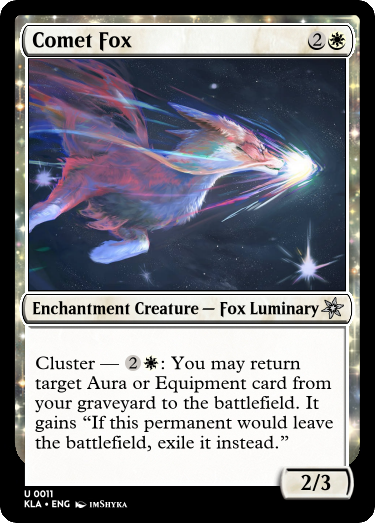 Comet Fox 2
Enchantment Creature — Fox Luminary
Cluster — 2: You may return
target Aura or Equipment card from
your graveyard to the battlefield. It
gains “If this permanent would leave
the battlefield, exile it instead.”
2/3
U 0011
KLA • ENG imShyka